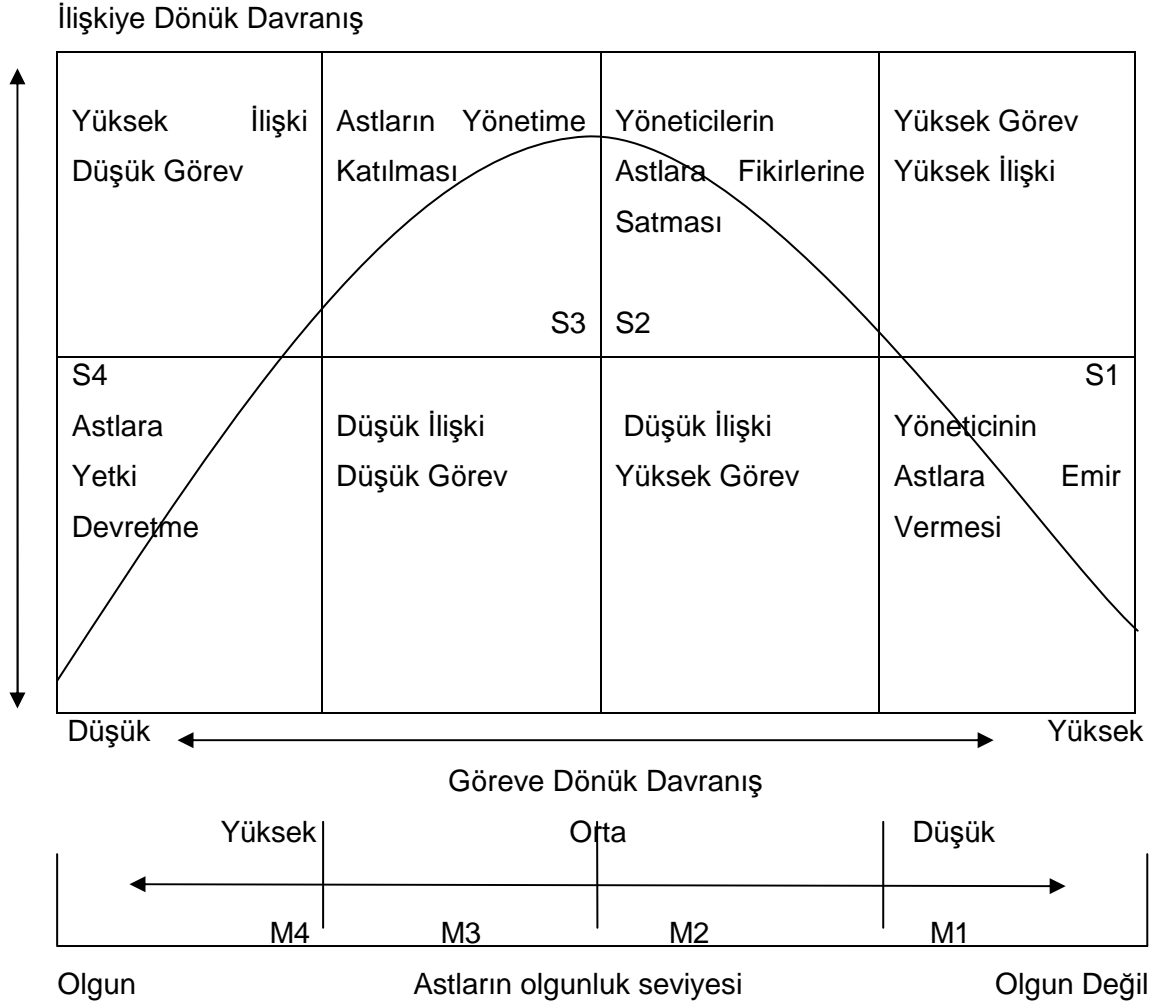 İlişkiye Dönük Davranış
Yüksek İlişki
Düşük Görev
Astların Yönetime
Katılması
S3
Yöneticilerin
Astlara Fikirlerine
Satması
S2
Yüksek Görev
Yüksek İlişki
S4
Astlara
Yetki
Devretme
Düşük İlişki
Düşük Görev
Düşük İlişki
Yüksek Görev
S1
Yöneticinin
Astlara Emir
Vermesi
Düşük Yüksek
Göreve Dönük Davranış
Yüksek Orta Düşük
M4 M3 M2 M1
Olgun Astların olgunluk seviyesi Olgun Değil